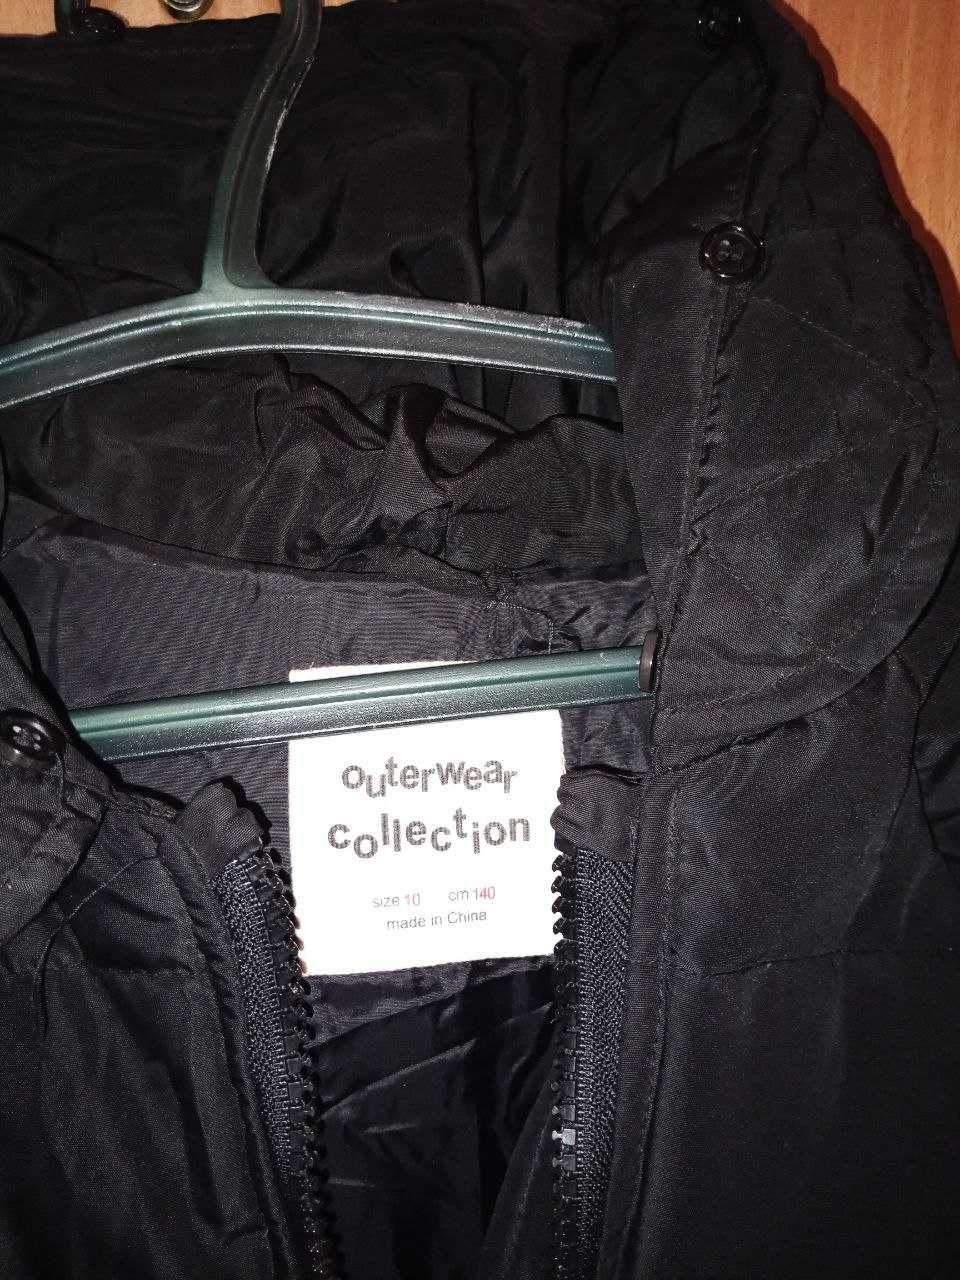 outerwear
collection
size 10 cm 140
made in China